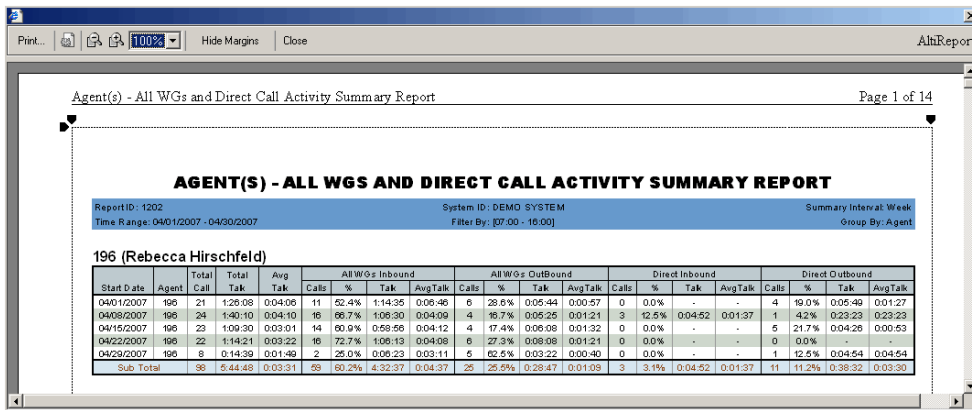 Print... 100% Hide Margins Close AltiRepor
Agent(s) - All WGs and Direct Call Activity Summary Report Page 1 of 14
AGENT(S) - ALL WGS AND DIRECT CALL ACTIVITY SUMMARY REPORT
Report ID: 1202 System ID: DEMO SYSTEM Summary Interval: Week
Time Range: 04/01/2007 - 04/30/2007 Filter By: [07:00 - 16:00] Group By: Agent
196 (Rebecca Hirschfeld)
Total Total Avg All WGs Inbound All WGs OutBound Direct Inbound Direct Outbound
Start Date Agent Call Talk Talk Calls % Talk AvgTalk Calls % Talk AvgTalk Calls % Talk AvgTalk Calls % Talk AvgTalk
04/01/2007 196 21 1:26:08 0:04:06 11 52.4% 1:14:35 0:06:46 6 28.6% 0:05:44 0:00:57 0 0.0% - - 4 19.0% 0:05:49 0:01:27
04/08/2007 196 24 1:40:10 0:04:10 16 66.7% 1:06:30 0:04:09 4 16.7% 0:05:25 0:01:21 3 12.5% 0:04:52 0:01:37 1 4.2% 0:23:23 0:23:23
04/15/2007 196 23 1:09:30 0:03:01 14 60.9% 0:58:56 0:04:12 4 17.4% 0:06:08 0:01:32 0 0.0% - - 5 21.7% 0:04:26 0:00:53
04/22/2007 196 22 1:14:21 0:03:22 16 72.7% 1:06:13 0:04:08 6 27.3% 0:08:08 0:01:21 0 0.0% - - 0 0.0% - -
04/29/2007 196 8 0:14:39 0:01:49 2 25.0% 0:06:23 0:03:11 5 62.5% 0:03:22 0:00:40 0 0.0% - - 1 12.5% 0:04:54 0:04:54
Sub Total 98 5:44:48 0:03:31 59 60.2% 4:32:37 0:04:37 25 25.5% 0:28:47 0:01:09 3 3.1% 0:04:52 0:01:37 11 11.2% 0:38:32 0:03:30